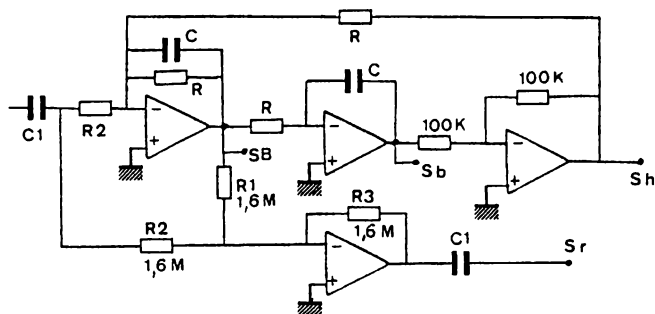 R
C
R
C
R
100K
100K
C1
R2
−
+
−
+
−
+
SB
Sb
Sh
R1
1,6 M
R2
1,6 M
R3
1,6 M
−
+
C1
Sr